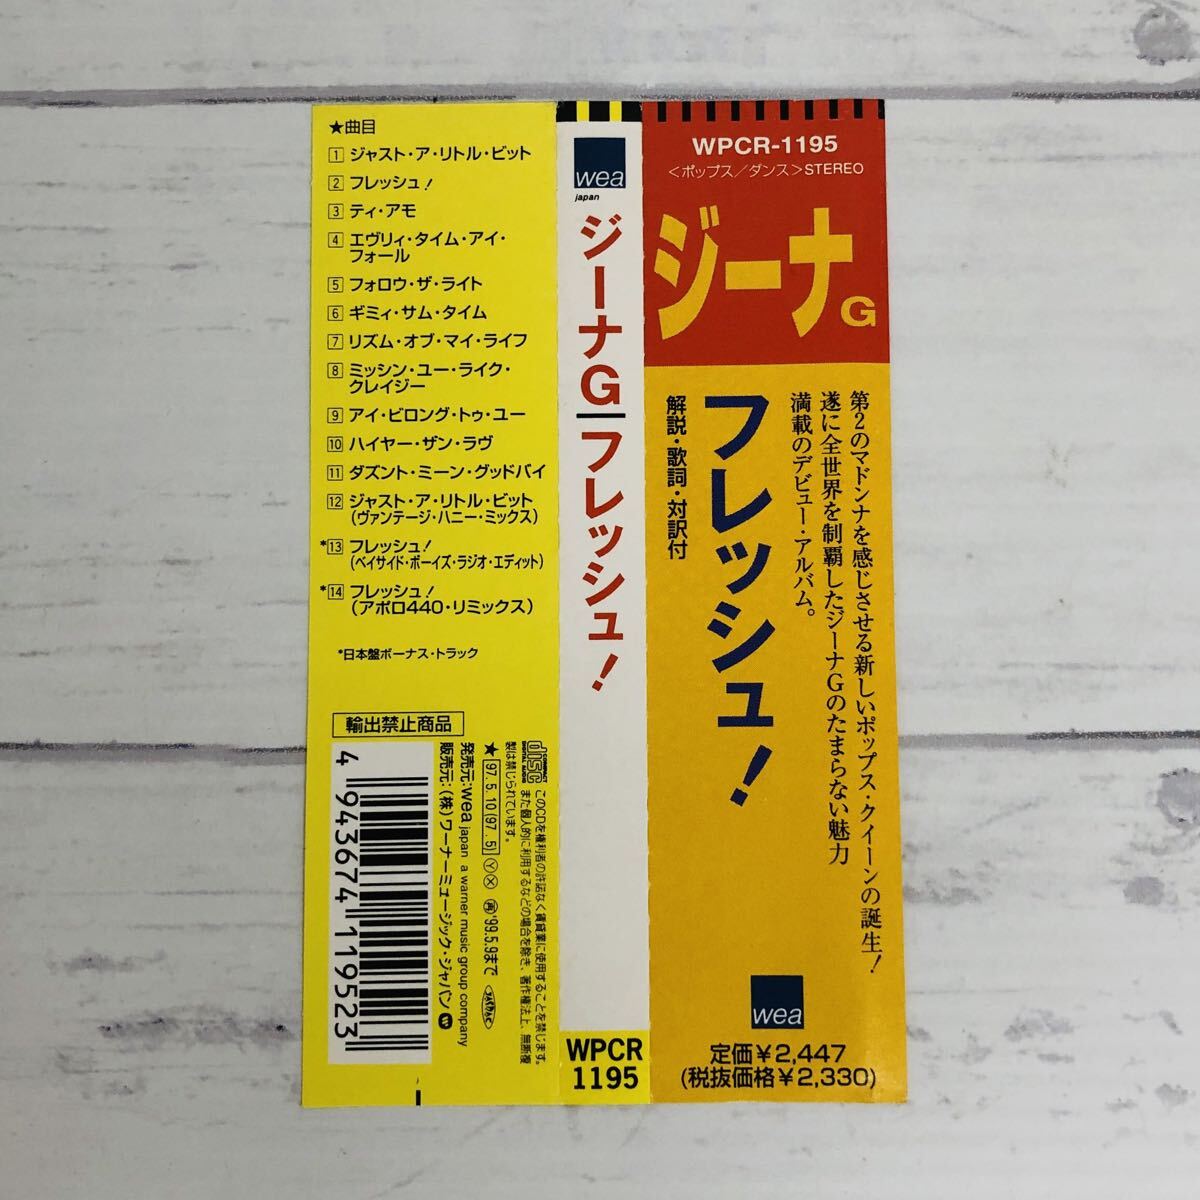 ★曲目
1 ジャスト・ア・リトル・ビット
2 フレッシュ！
3 ティ・アモ
4 エヴリィ・タイム・アイ・
フォール
5 フォロウ・ザ・ライト
6 ギミィ・サム・タイム
7 リズム・オブ・マイ・ライフ
8 ミッシン・ユー・ライク・
クレイジー
9 アイ・ビロング・トゥ・ユー
10 ハイヤー・ザン・ラヴ
11 ダズント・ミーン・グッドバイ
12 ジャスト・ア・リトル・ビット
(ヴァンテージ・ハニー・ミックス)
*13 フレッシュ！
(ベイサイド・ボーイズ・ラジオ・エディット)
*14 フレッシュ！
(アポロ440・リミックス)
*日本盤ボーナス・トラック
輸出禁止商品
COMPACT
disc
DIGITAL AUDIO
このCDを権利者の許諾なく賃貸業に使用することを禁じます。
また個人的に利用するなどの場合を除き、著作権法上、無断複
製は禁じられています。
★ 97.5.10 (97.5) Ⓨ Ⓧ 再 '99.5.9まで
発売元：wea japan a warner music group company
販売元：(株)ワーナーミュージック・ジャパン
4943674119523
wea
japan
ジーナG フレッシュ！
WPCR
1195
WPCR-1195
<ポップス／ダンス> STEREO
ジーナG
第2のマドンナを感じさせる新しいポップス・クイーンの誕生！
遂に全世界を制覇したジーナGのたまらない魅力
満載のデビュー・アルバム。
フレッシュ！
解説・歌詞・対訳付
wea
定価￥2,447
(税抜価格￥2,330)